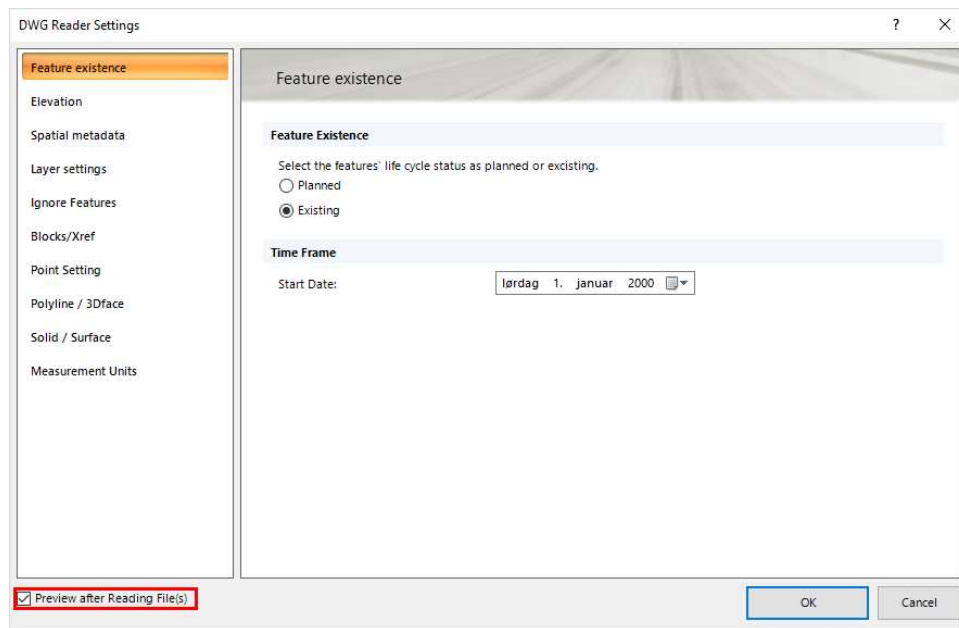 DWG Reader Settings
?
Feature existence
Elevation
Spatial metadata
Layer settings
Ignore Features
Blocks/Xref
Point Setting
Polyline / 3Dface
Solid / Surface
Measurement Units
Feature existence
Feature Existence
Select the features' life cycle status as planned or excisting.
Planned
Existing
Time Frame
Start Date: lørdag 1. januar 2000
Preview after Reading File(s)
OK Cancel